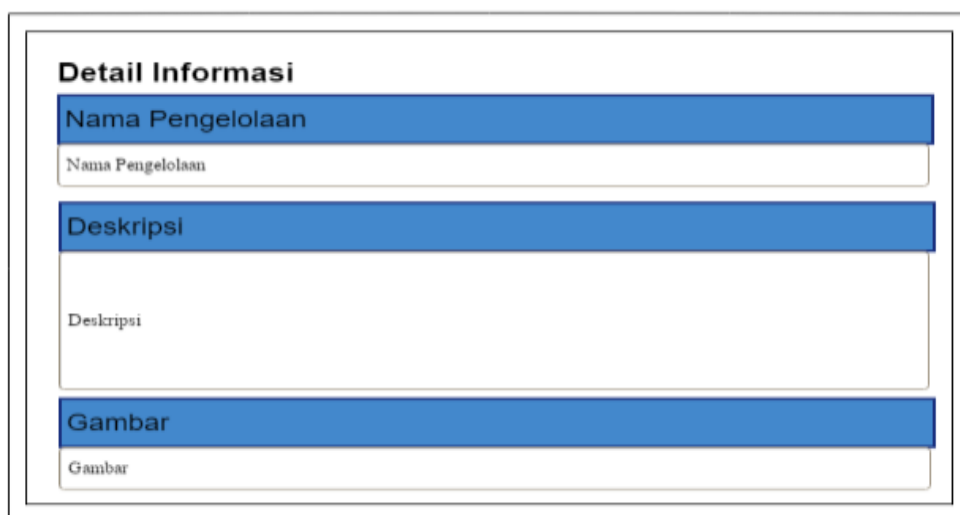 Detail Informasi
Nama Pengelolaan
Nama Pengelolaan
Deskripsi
Deskripsi
Gambar
Gambar